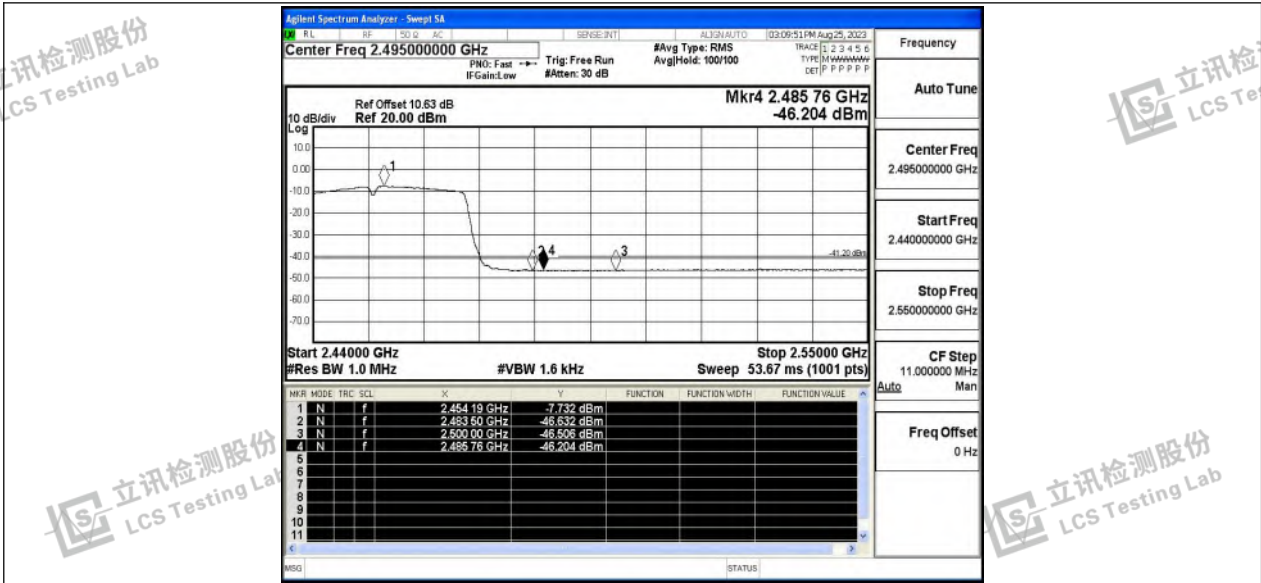 Agilent Spectrum Analyzer - Swept SA
RL RF 50 Ω AC SENSE:INT ALIGNAUTO 03:09:51PM Aug 25, 2023
Center Freq 2.495000000 GHz
PNO: Fast
IFGain:Low
Trig: Free Run
#Atten: 30 dB
#Avg Type: RMS
Avg|Hold: 100/100
TRACE 1 2 3 4 5 6
TYPE MWWWWW
DET P P P P P P
Mkr4 2.485 76 GHz
-46.204 dBm
Ref Offset 10.63 dB
10 dB/div Ref 20.00 dBm
Log
10.0
0.00
-10.0
-20.0
-30.0
-40.0
-50.0
-60.0
-70.0
1
2 4
3
-41.20 dBm
Start 2.44000 GHz Stop 2.55000 GHz
#Res BW 1.0 MHz #VBW 1.6 kHz Sweep 53.67 ms (1001 pts)
MKR MODE TRC SCL X Y FUNCTION FUNCTION WIDTH FUNCTION VALUE
1 N f 2.454 19 GHz -7.732 dBm
2 N f 2.483 50 GHz -46.632 dBm
3 N f 2.500 00 GHz -46.506 dBm
4 N f 2.485 76 GHz -46.204 dBm
5
6
7
8
9
10
11
MSG STATUS
Frequency
Auto Tune
Center Freq
2.495000000 GHz
Start Freq
2.440000000 GHz
Stop Freq
2.550000000 GHz
CF Step
11.000000 MHz
Auto Man
Freq Offset
0 Hz
立讯检测股份
LCS Testing Lab
立讯检
LCS Tes
立讯检测股份
LCS Testing Lab
立讯检测股份
LCS Testing Lab